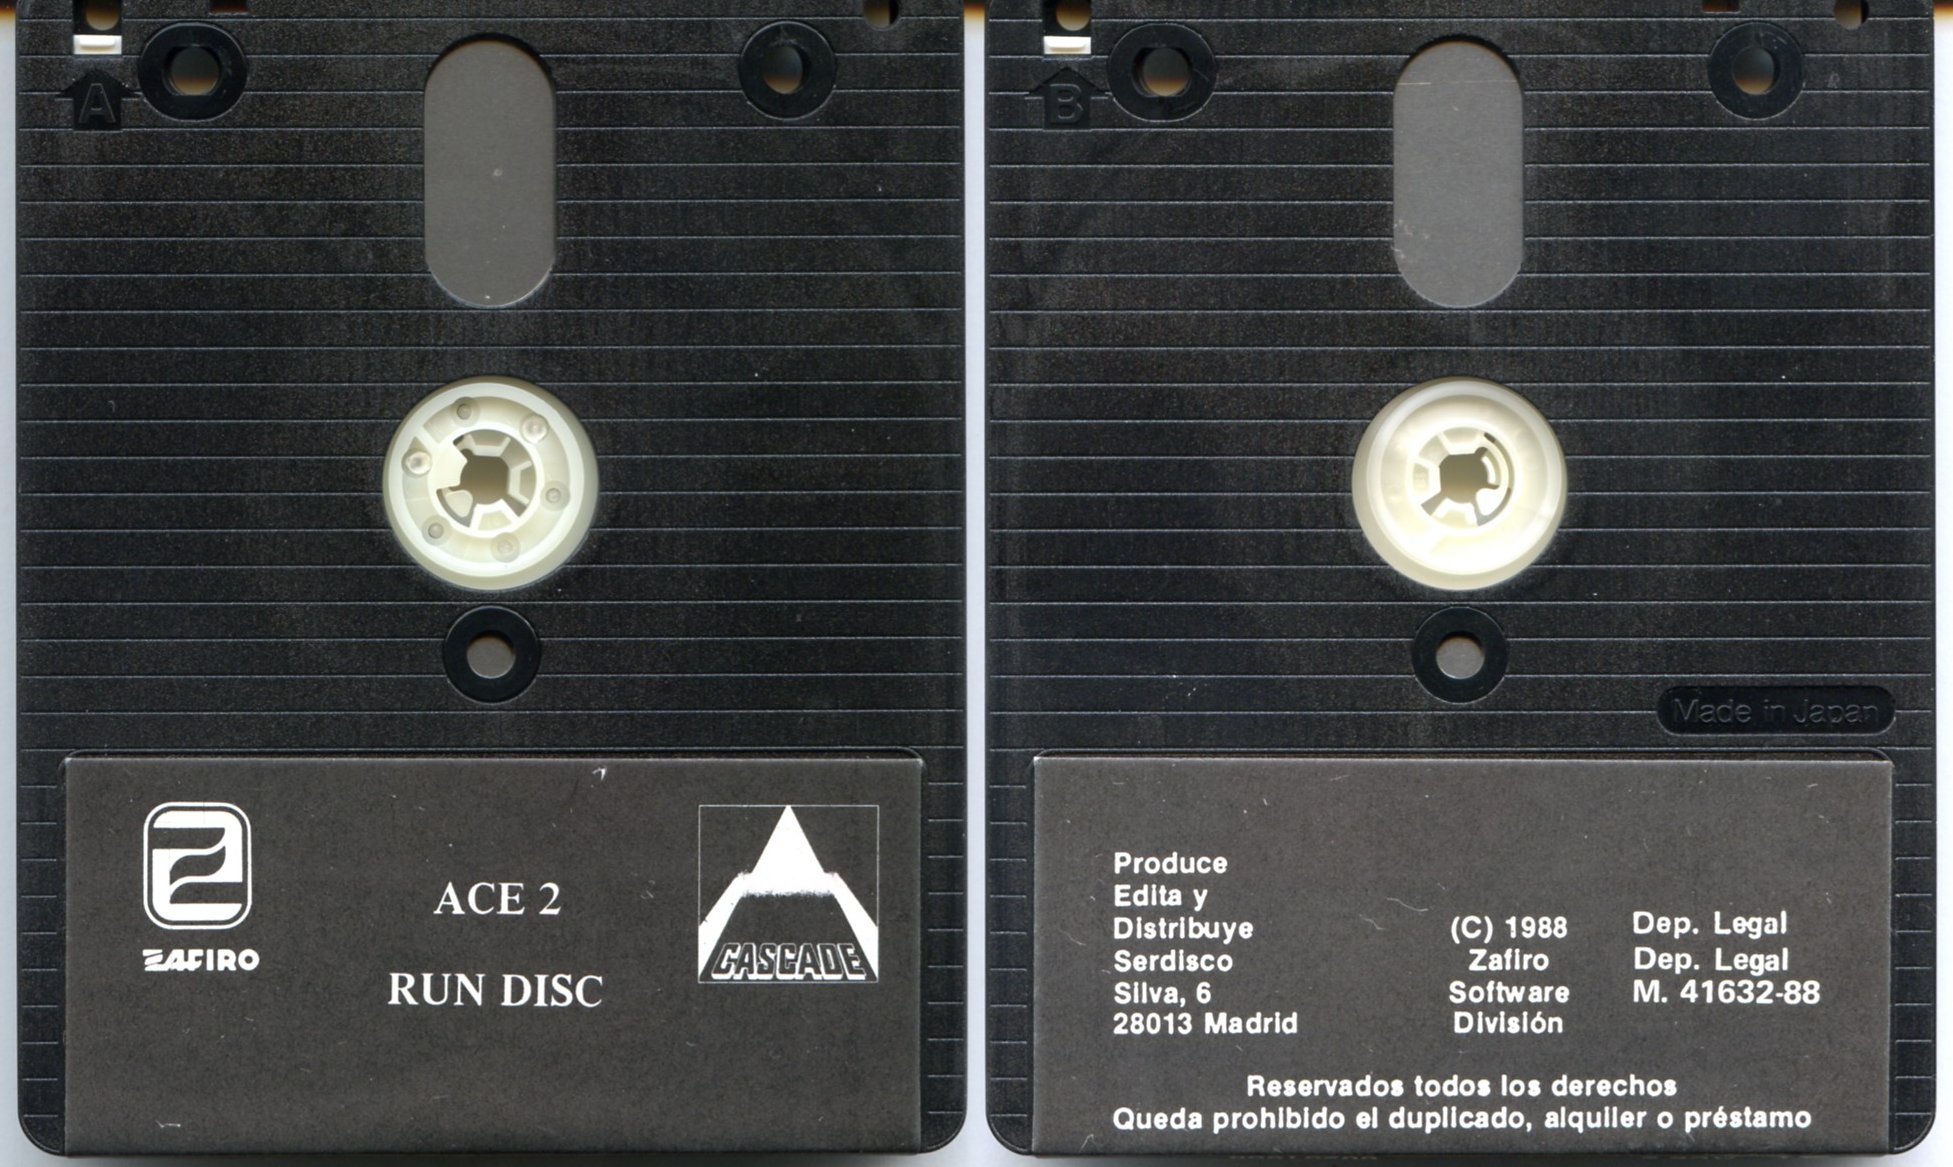 A
ZAFIRO
ACE 2
RUN DISC
CASCADE
B
Made in Japan
Produce
Edita y
Distribuye
Serdisco
Silva, 6
28013 Madrid
(C) 1988
Zafiro
Software
División
Dep. Legal
Dep. Legal
M. 41632-88
Reservados todos los derechos
Queda prohibido el duplicado, alquiler o préstamo